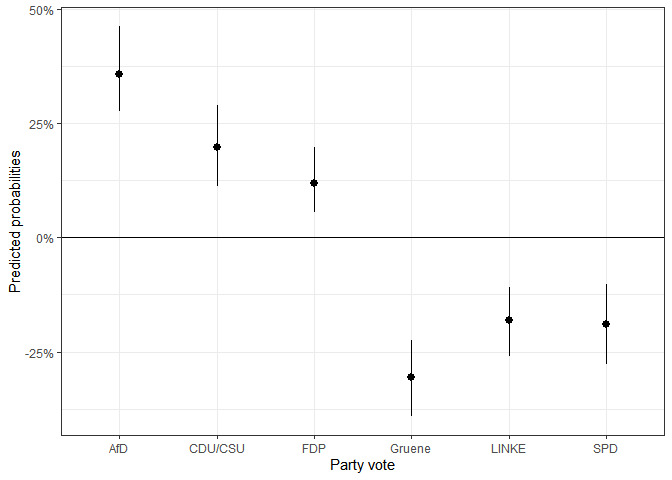 50%
25%
0%
-25%
Predicted probabilities
AfD CDU/CSU FDP Gruene LINKE SPD
Party vote